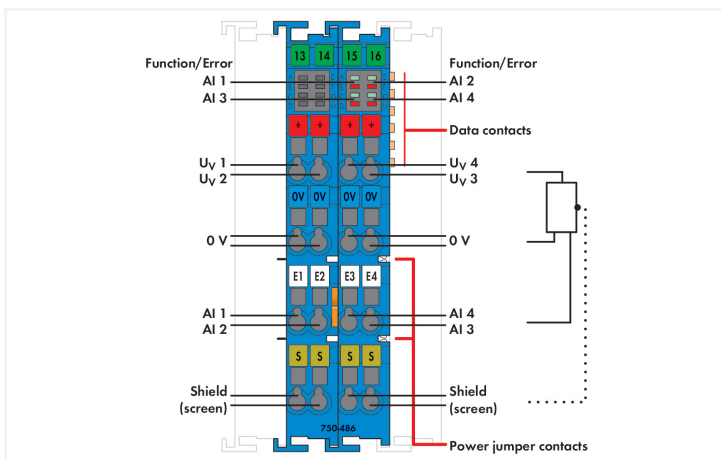 13 14 15 16
Function/Error Function/Error
AI 1 AI 2
AI 3 AI 4
+ + + +
Data contacts
UV 1 UV 4
UV 2 UV 3
0V 0V 0V 0V
0 V 0 V
E1 E2 E3 E4
AI 1 AI 4
AI 2 AI 3
S S S S
Shield Shield
(screen) (screen)
750-486
Power jumper contacts